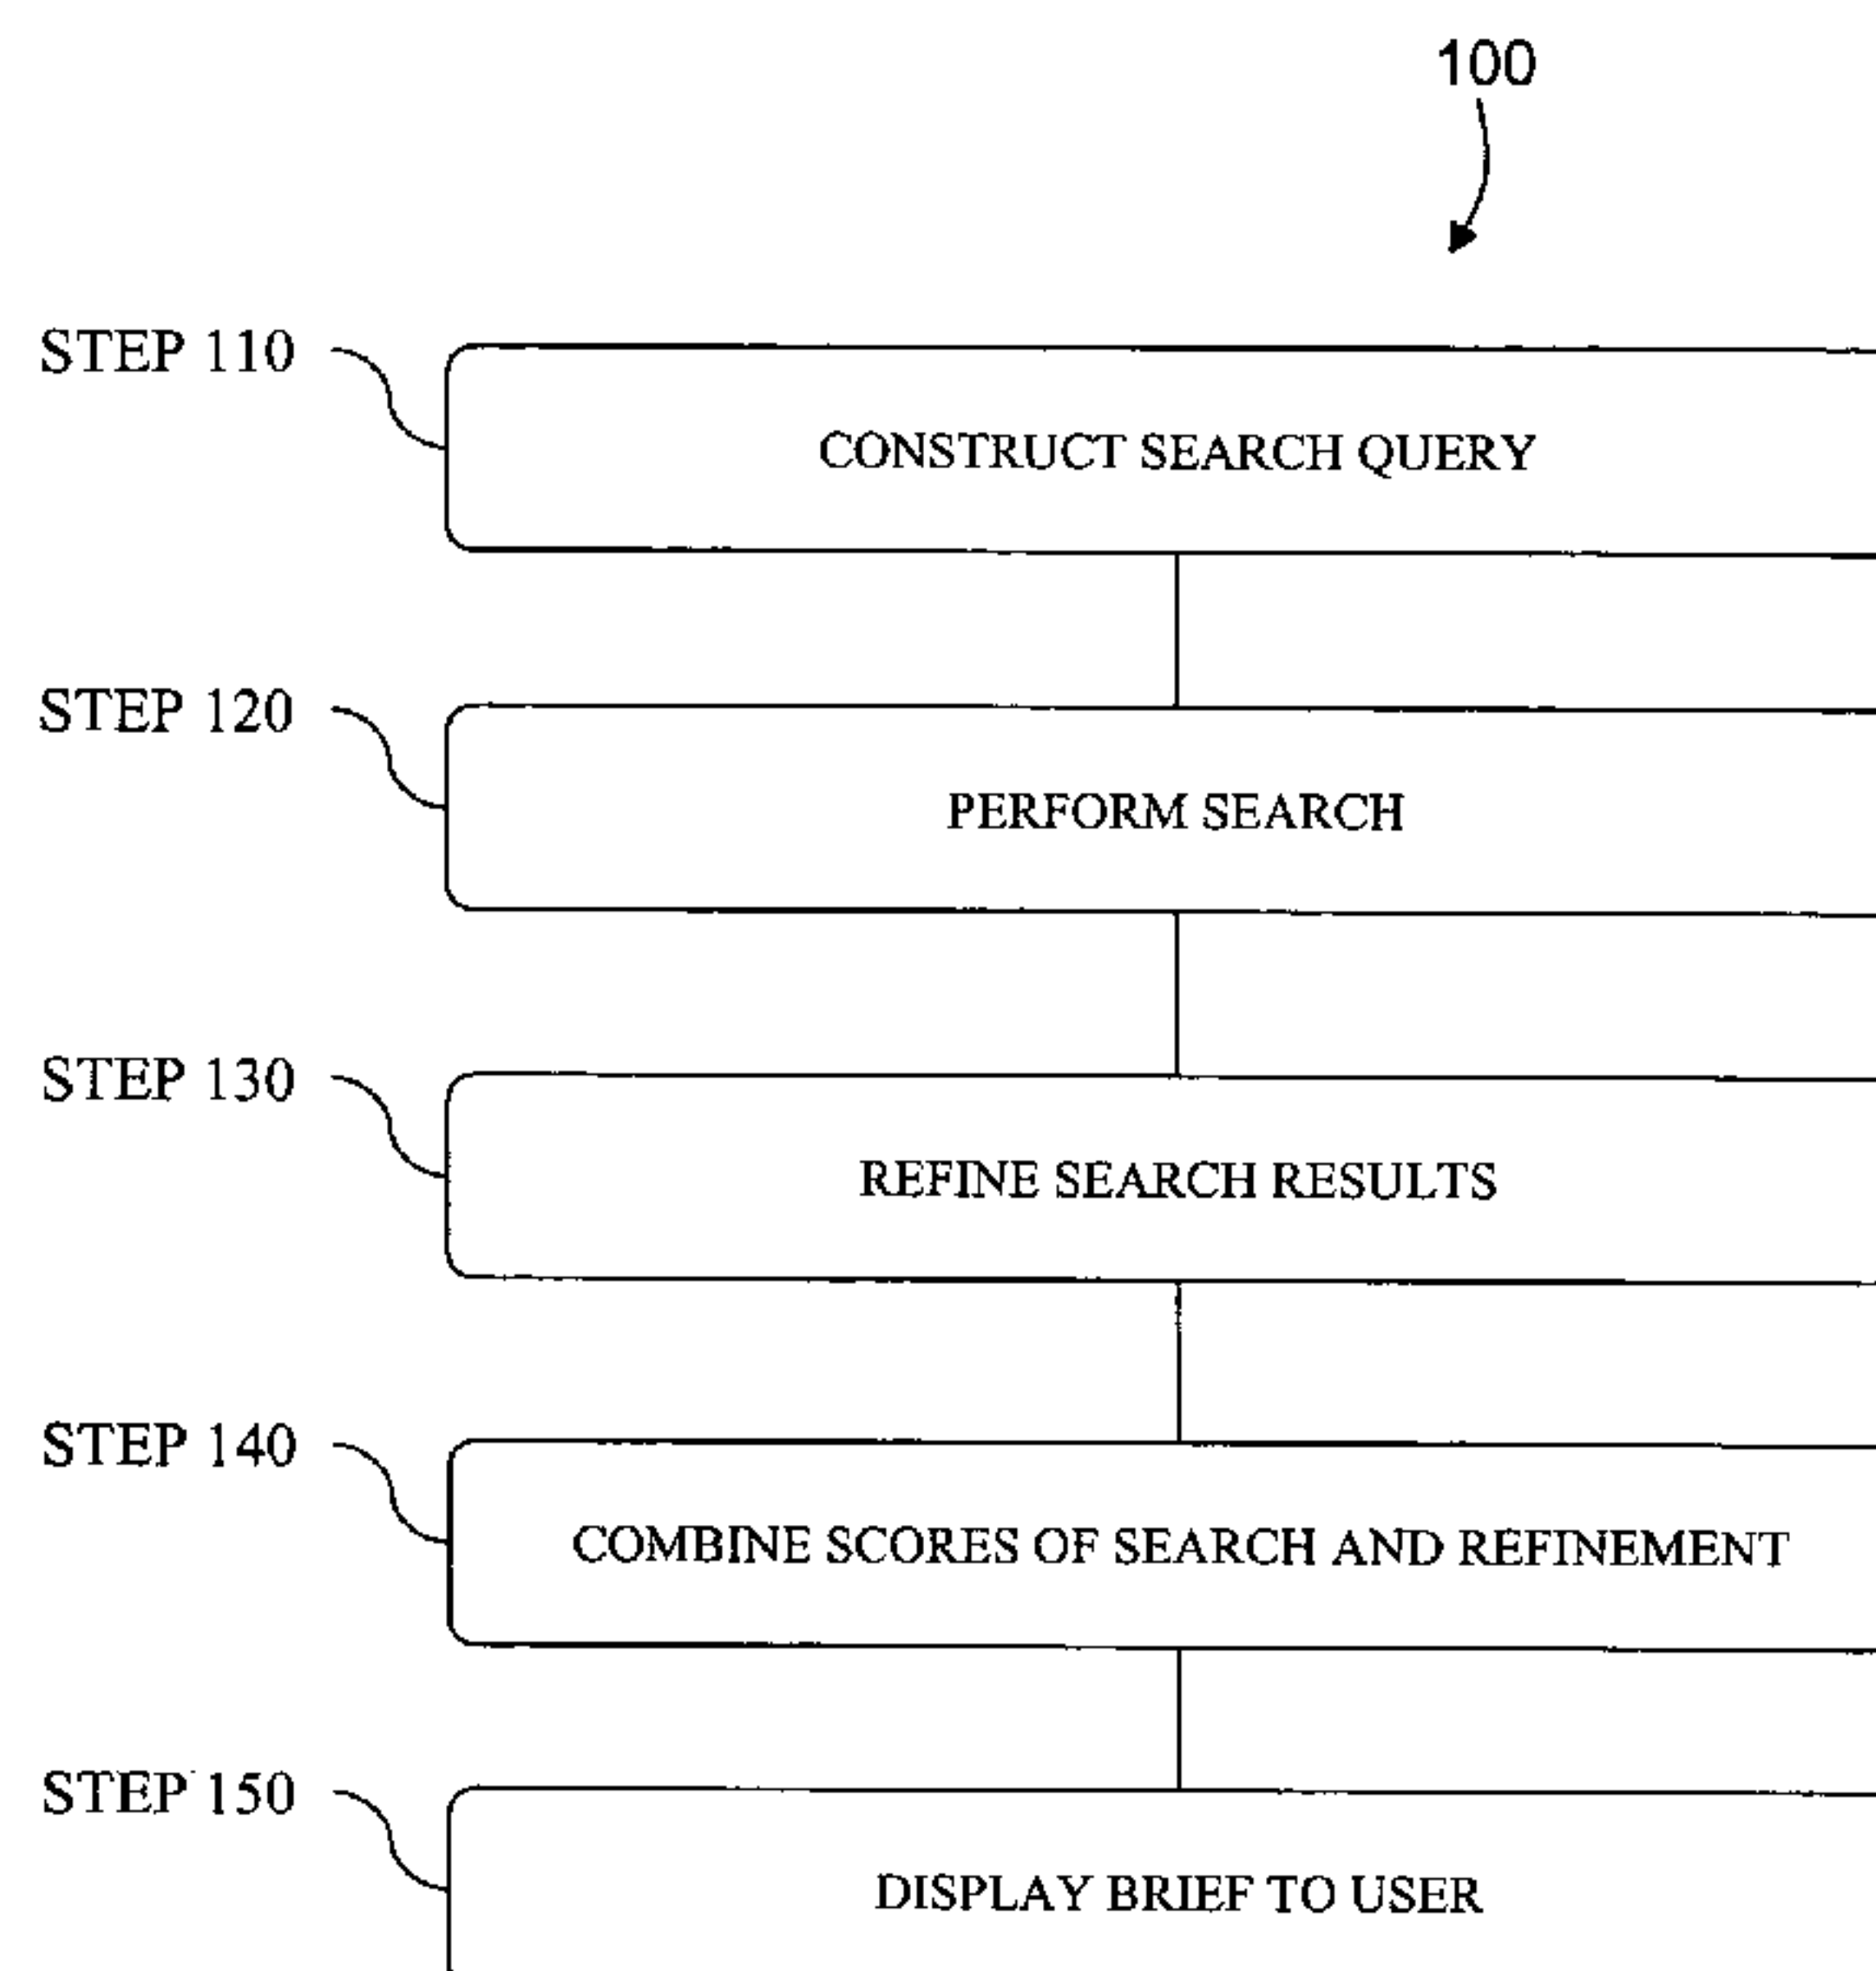 100
STEP 110
CONSTRUCT SEARCH QUERY
STEP 120
PERFORM SEARCH
STEP 130
REFINE SEARCH RESULTS
STEP 140
COMBINE SCORES OF SEARCH AND REFINEMENT
STEP 150
DISPLAY BRIEF TO USER